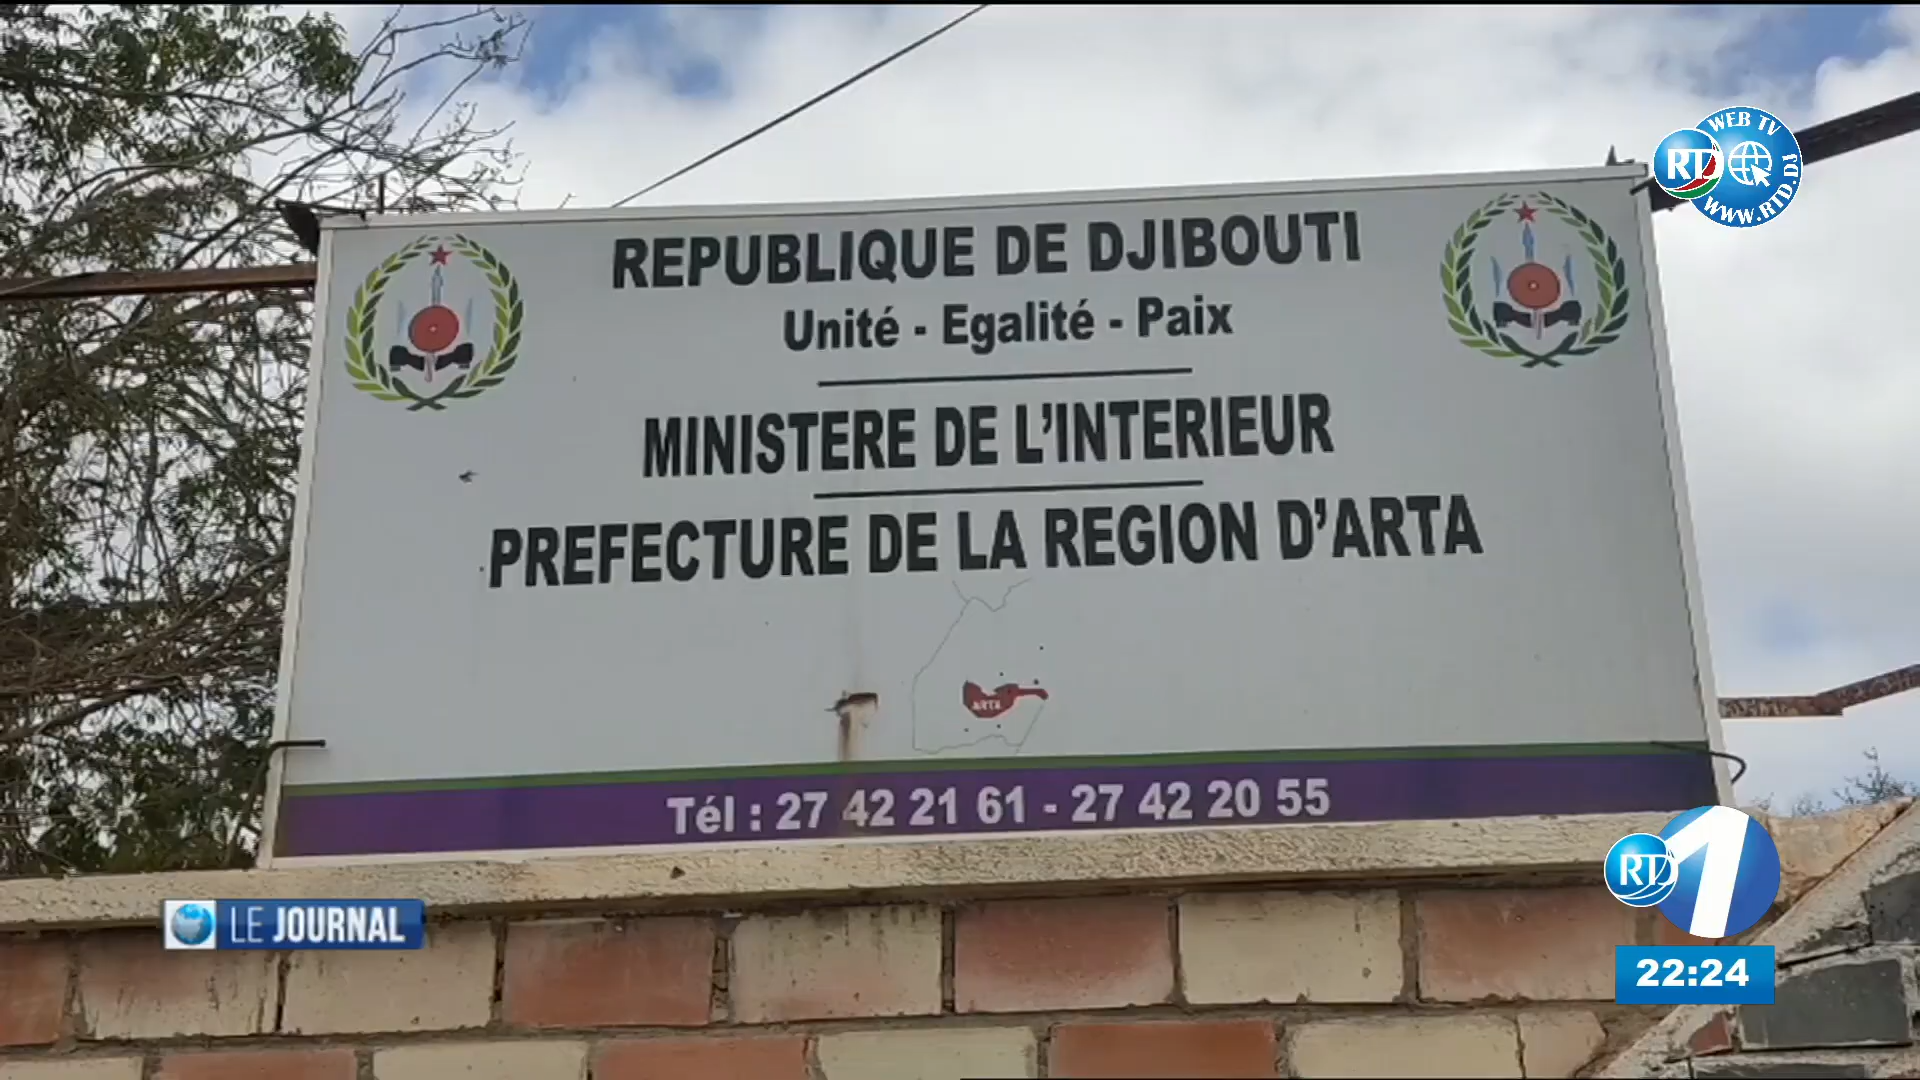 WEB TV
RTD
WWW.RTD.DJ
REPUBLIQUE DE DJIBOUTI
Unité - Egalité - Paix
MINISTERE DE L'INTERIEUR
PREFECTURE DE LA REGION D'ARTA
ARTA
Tél : 27 42 21 61 - 27 42 20 55
RTD 1
LE JOURNAL
22:24